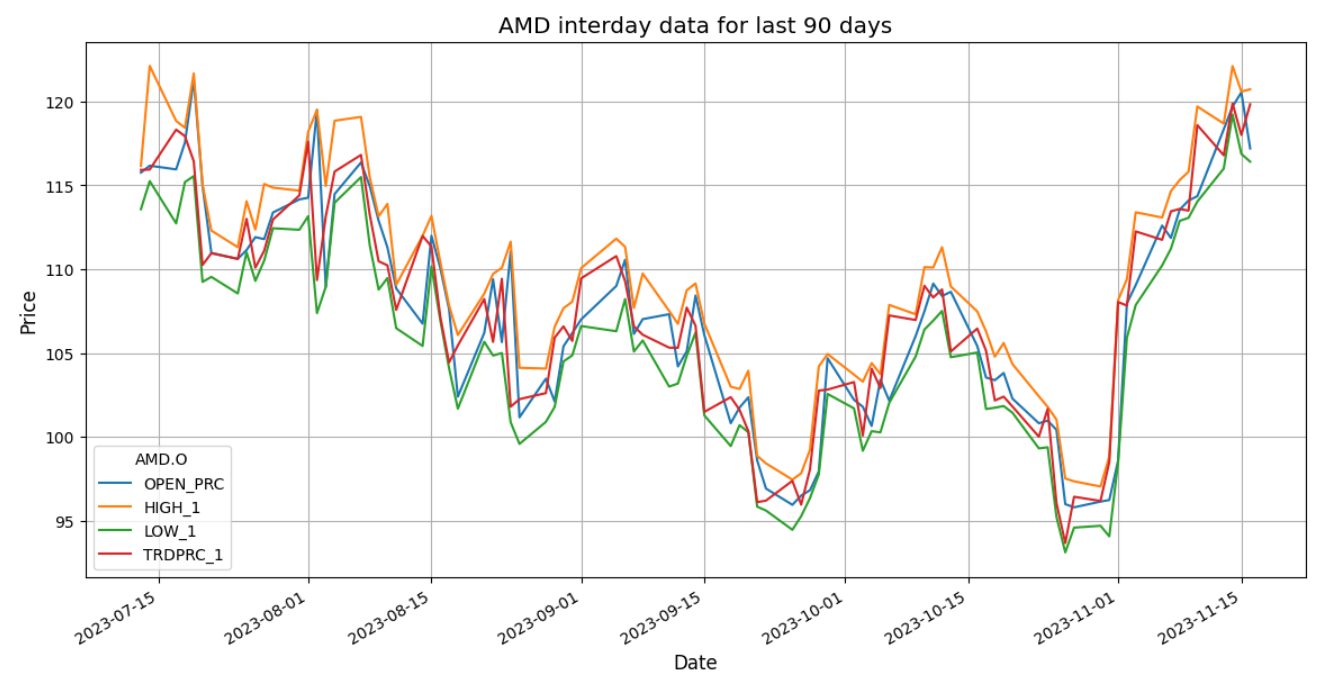 AMD interday data for last 90 days
Price
120
115
110
105
100
95
AMD.O
OPEN_PRC
HIGH_1
LOW_1
TRDPRC_1
2023-07-15
2023-08-01
2023-08-15
2023-09-01
2023-09-15
2023-10-01
2023-10-15
2023-11-01
2023-11-15
Date